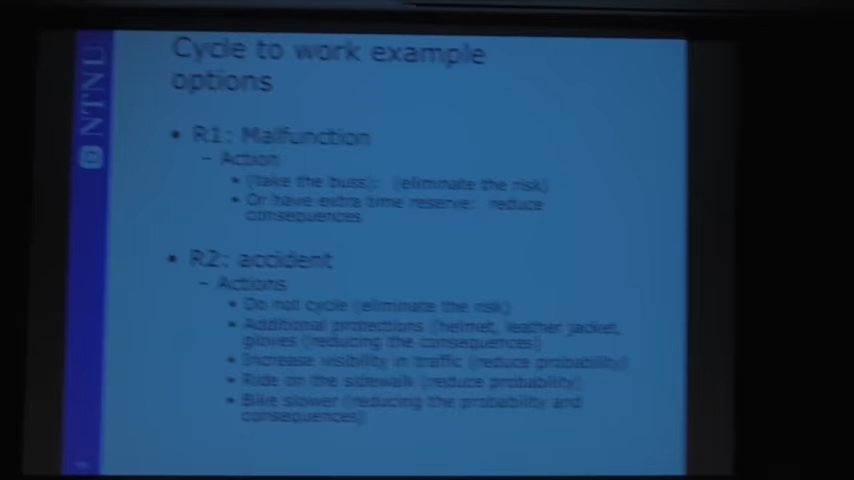 NTNU
Cycle to work example
options
• R1: Malfunction
– Action
• (take the buss): (eliminate the risk)
• Or have extra time reserve: reduce
consequences
• R2: accident
– Actions
• Do not cycle (eliminate the risk)
• Additional protections (helmet, leather jacket,
gloves (reducing the consequences)
• Increase visibility in traffic (reduce probability)
• Ride on the sidewalk (reduce probability)
• Bike slower (reducing the probability and
consequences)